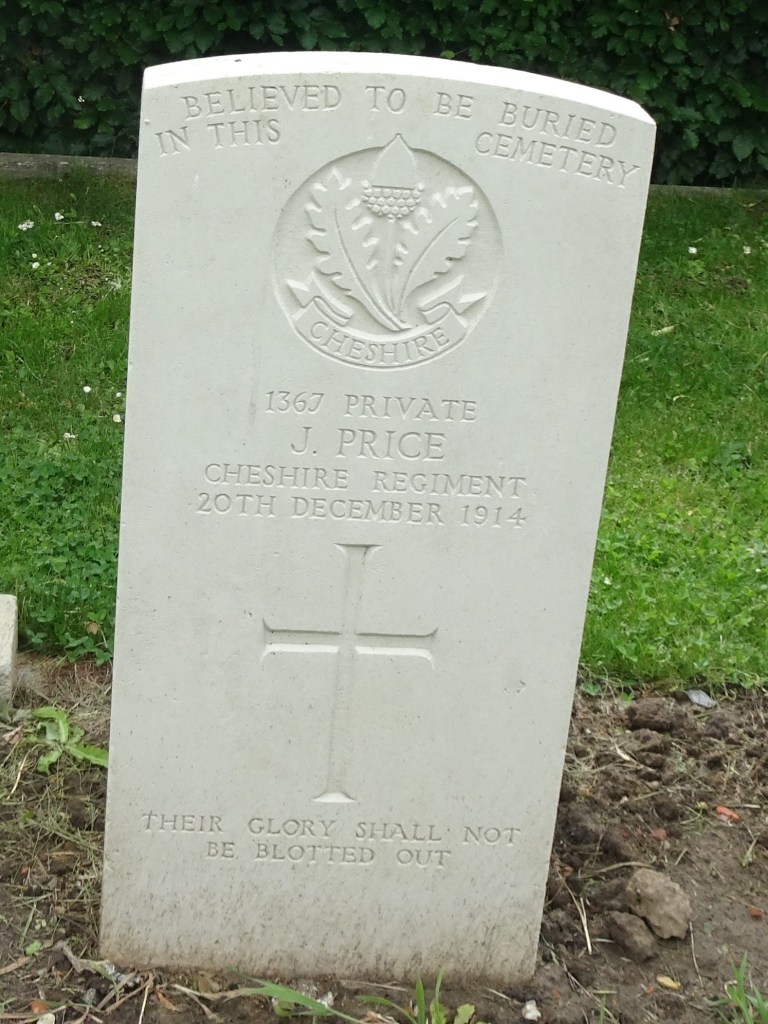 BELIEVED TO BE BURIED
IN THIS CEMETERY
CHESHIRE
1367 PRIVATE
J. PRICE
CHESHIRE REGIMENT
20TH DECEMBER 1914
THEIR GLORY SHALL NOT
BE BLOTTED OUT